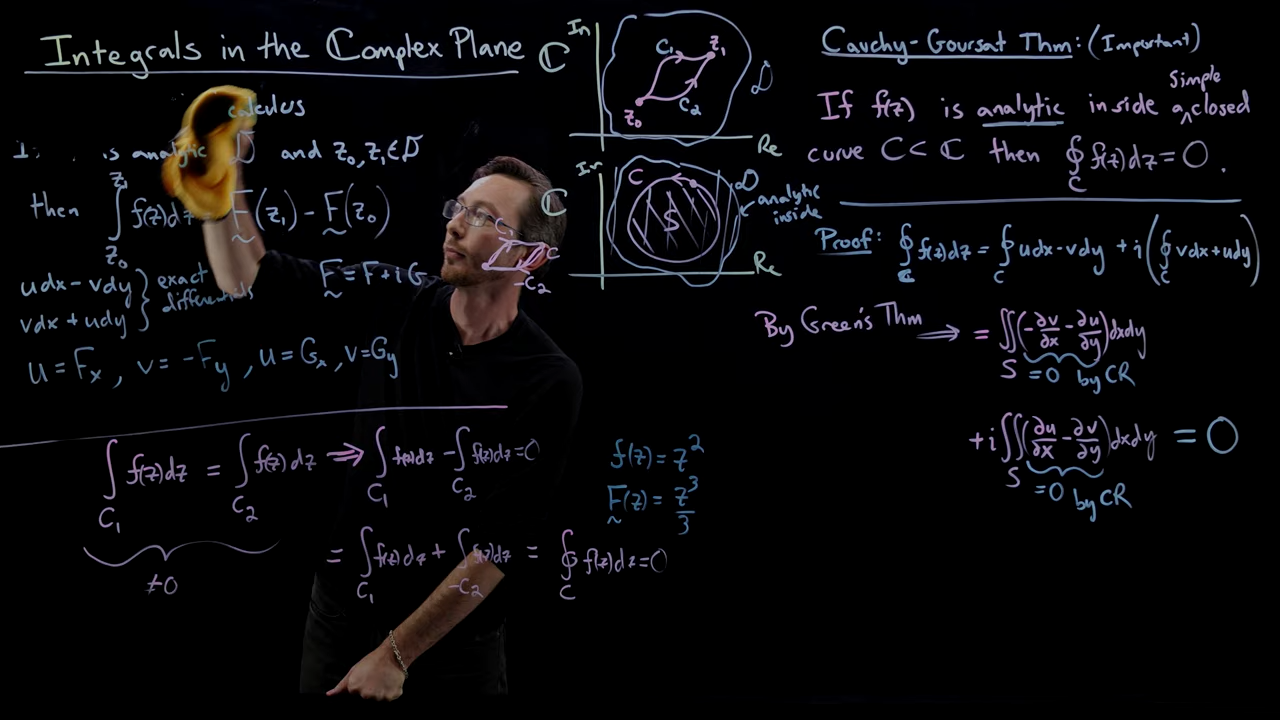 Integrals in the Complex Plane
calculus
is analytic 𝒟 and z₀,z₁∈𝒟
then ∫_{z₀}^{z₁} f(z)dz = F̰(z₁) - F̰(z₀)
udx - vdy
vdx + udy } exact differentials
F̰ = F + i G
u = Fₓ , v = -F_y , u = Gₓ , v = G_y
∫_{C₁} f(z)dz = ∫_{C₂} f(z)dz ⟹ ∫_{C₁} f(z)dz - ∫_{C₂} f(z)dz = 0
≠0
= ∫_{C₁} f(z)dz + ∫_{-C₂} f(z)dz = ∮_C f(z)dz = 0
C
-C₂
f(z) = z²
F̰(z) = z³/3
ℂ
Im
C₁
z₁
z₀
C₂
𝒟
Re
ℂ
C
𝒟
S
analytic
inside
Re
Cauchy-Goursat Thm: (Important)
If f(z) is analytic inside a simple closed
curve C < ℂ then ∮_C f(z)dz = 0 .
Proof: ∮_C f(z)dz = ∮_C udx - vdy + i(∮_C vdx + udy)
By Green's Thm ⟹ = ∬_S (-∂v/∂x - ∂u/∂y)dxdy
=0 by CR
+ i ∬_S (∂u/∂x - ∂v/∂y)dxdy = 0
=0 by CR